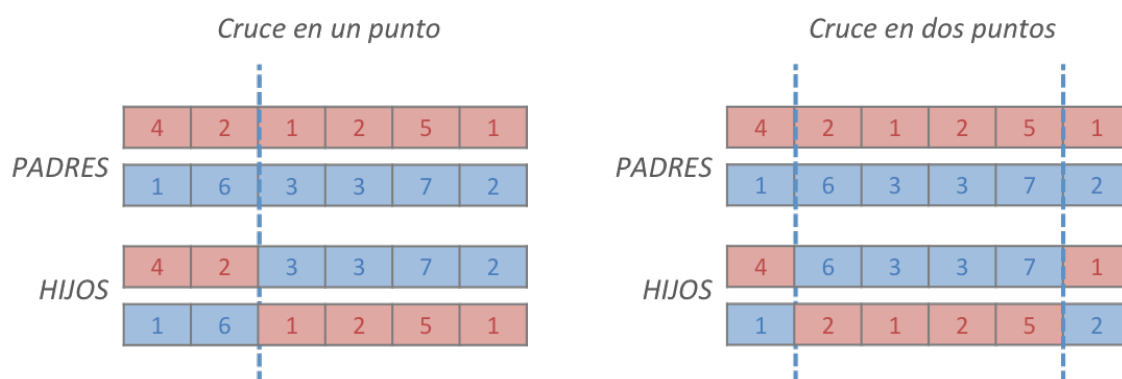 Cruce en un punto
4 2 1 2 5 1
PADRES
1 6 3 3 7 2
4 2 3 3 7 2
HIJOS
1 6 1 2 5 1
Cruce en dos puntos
4 2 1 2 5 1
PADRES
1 6 3 3 7 2
4 6 3 3 7 1
HIJOS
1 2 1 2 5 2